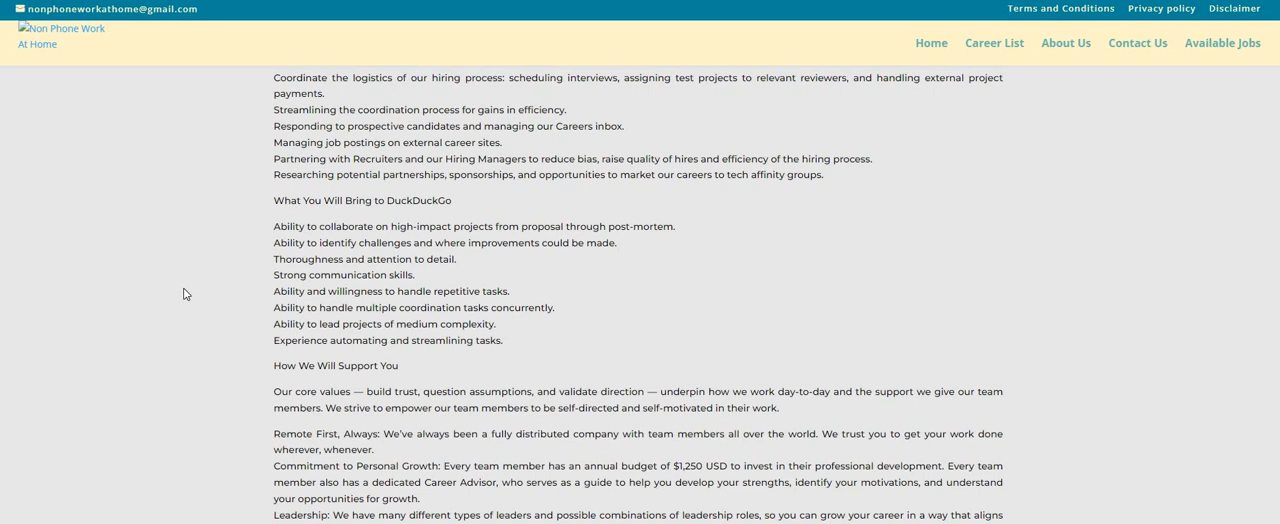 nonphoneworkathome@gmail.com
Terms and Conditions Privacy policy Disclaimer
Non Phone Work
At Home
Home Career List About Us Contact Us Available Jobs
Coordinate the logistics of our hiring process: scheduling interviews, assigning test projects to relevant reviewers, and handling external project
payments.
Streamlining the coordination process for gains in efficiency.
Responding to prospective candidates and managing our Careers inbox.
Managing job postings on external career sites.
Partnering with Recruiters and our Hiring Managers to reduce bias, raise quality of hires and efficiency of the hiring process.
Researching potential partnerships, sponsorships, and opportunities to market our careers to tech affinity groups.
What You Will Bring to DuckDuckGo
Ability to collaborate on high-impact projects from proposal through post-mortem.
Ability to identify challenges and where improvements could be made.
Thoroughness and attention to detail.
Strong communication skills.
Ability and willingness to handle repetitive tasks.
Ability to handle multiple coordination tasks concurrently.
Ability to lead projects of medium complexity.
Experience automating and streamlining tasks.
How We Will Support You
Our core values — build trust, question assumptions, and validate direction — underpin how we work day-to-day and the support we give our team
members. We strive to empower our team members to be self-directed and self-motivated in their work.
Remote First, Always: We've always been a fully distributed company with team members all over the world. We trust you to get your work done
wherever, whenever.
Commitment to Personal Growth: Every team member has an annual budget of $1,250 USD to invest in their professional development. Every team
member also has a dedicated Career Advisor, who serves as a guide to help you develop your strengths, identify your motivations, and understand
your opportunities for growth.
Leadership: We have many different types of leaders and possible combinations of leadership roles, so you can grow your career in a way that aligns